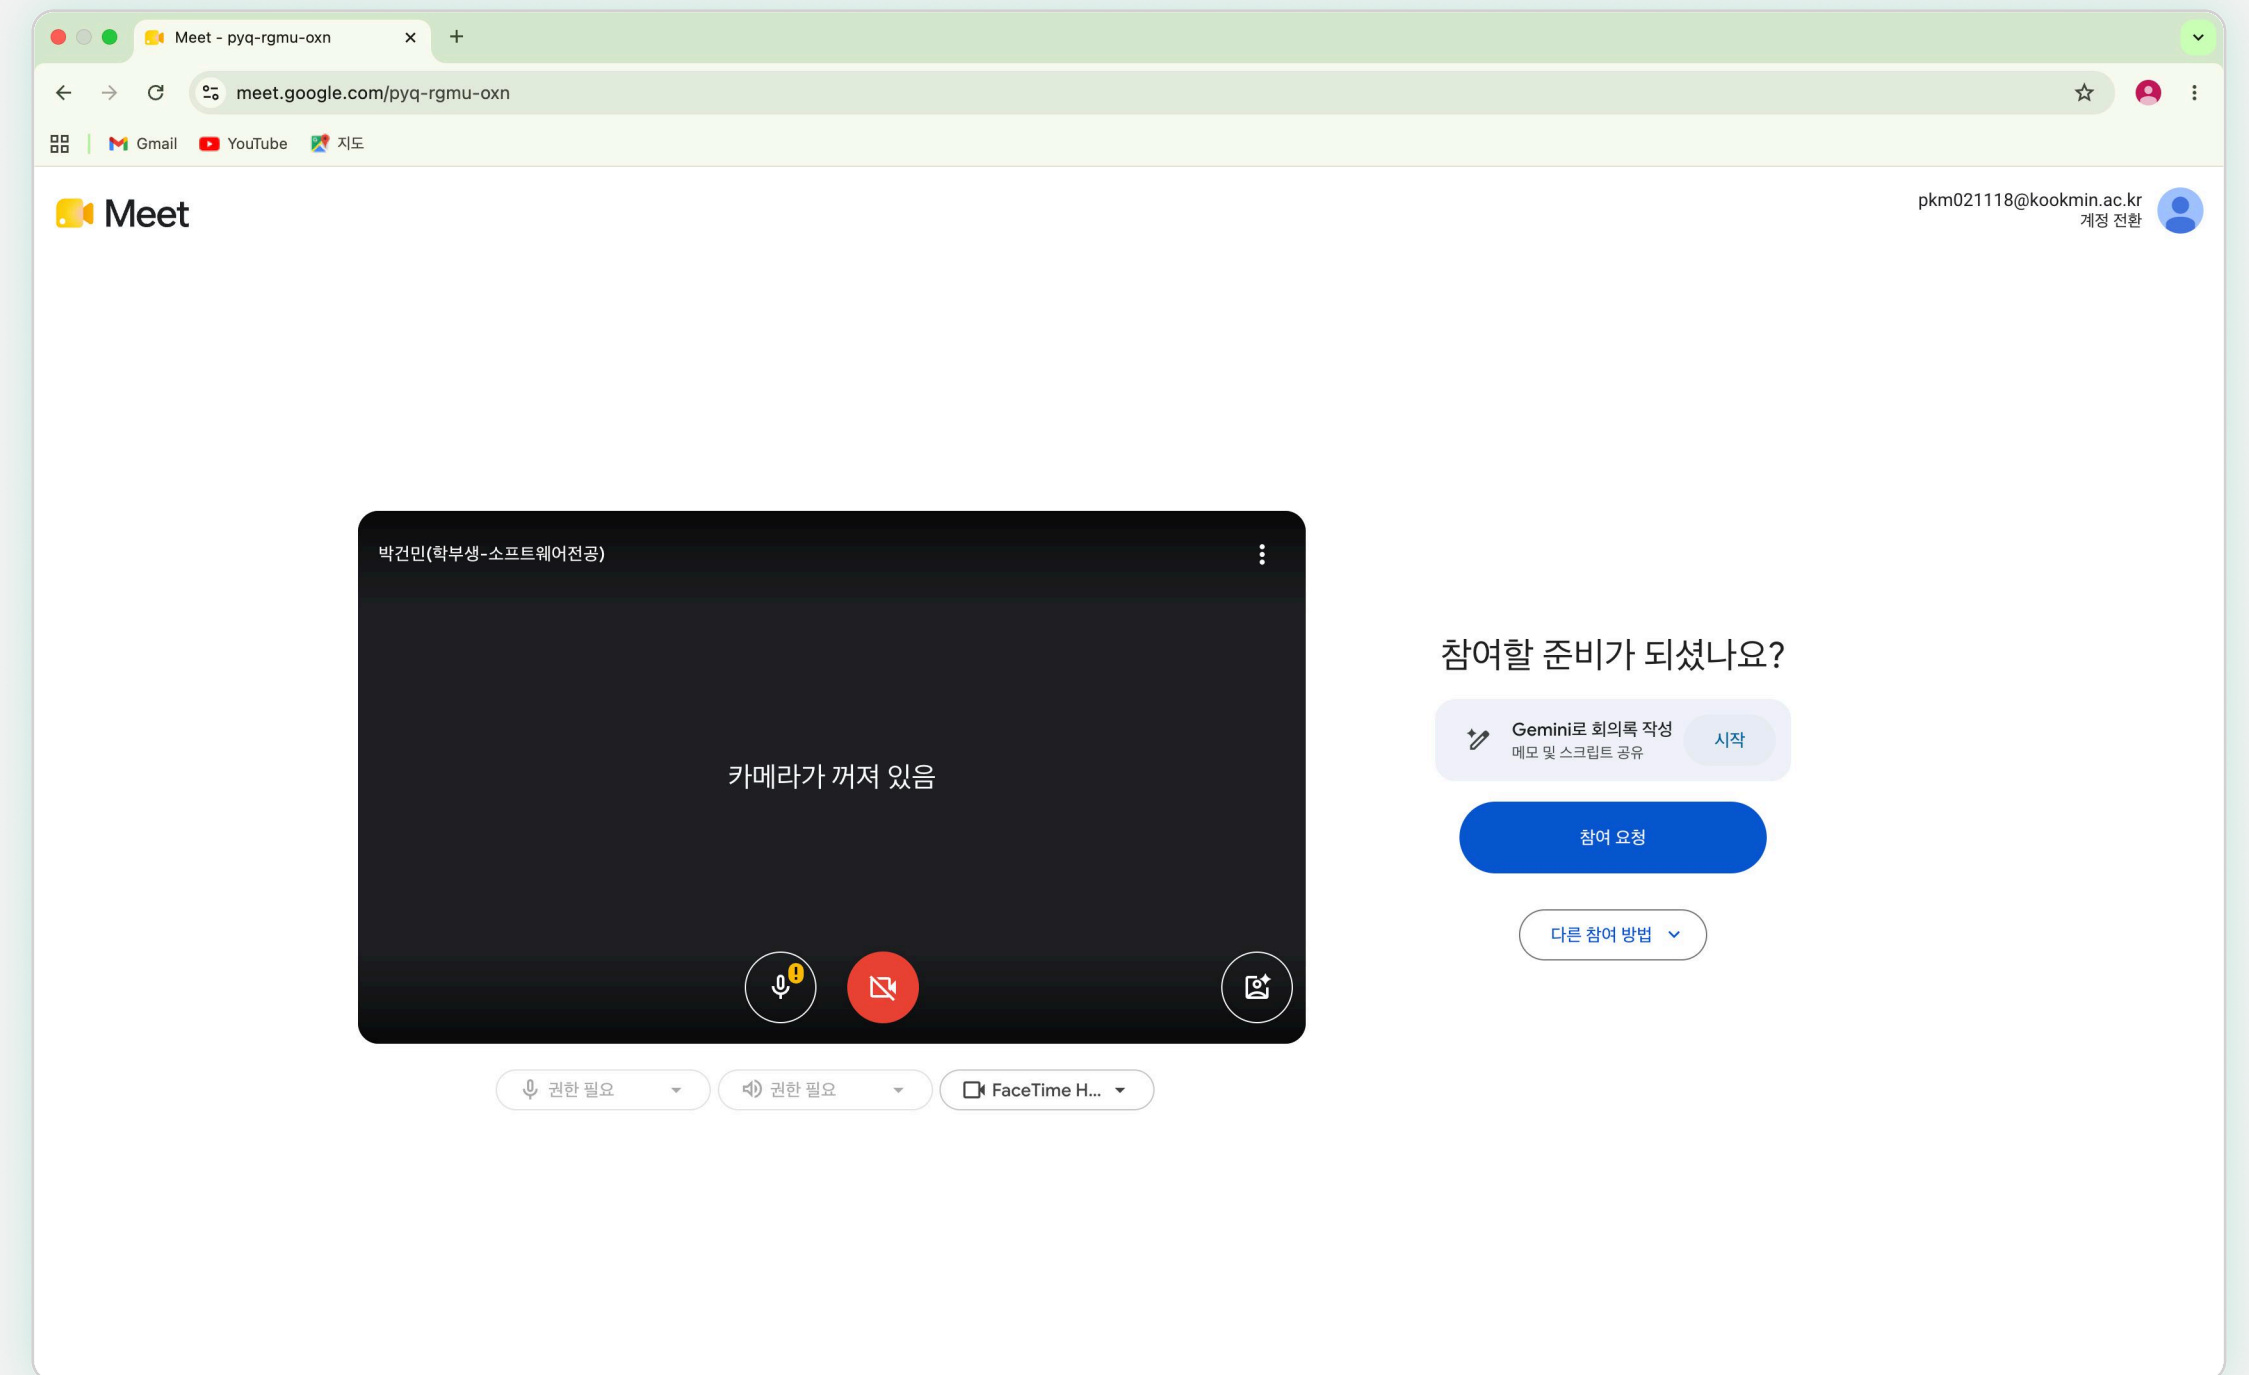 Meet - pyq-rgmu-oxn
meet.google.com/pyq-rgmu-oxn
Gmail
YouTube
지도
Meet
pkm021118@kookmin.ac.kr
계정 전환
박건민(학부생-소프트웨어전공)
카메라가 꺼져 있음
권한 필요
권한 필요
FaceTime H...
참여할 준비가 되셨나요?
Gemini로 회의록 작성
메모 및 스크립트 공유
시작
참여 요청
다른 참여 방법